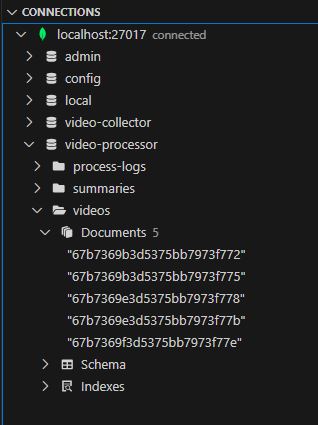 CONNECTIONS
localhost:27017 connected
admin
config
local
video-collector
video-processor
process-logs
summaries
videos
Documents 5
"67b7369b3d5375bb7973f772"
"67b7369b3d5375bb7973f775"
"67b7369e3d5375bb7973f778"
"67b7369e3d5375bb7973f77b"
"67b7369f3d5375bb7973f77e"
Schema
Indexes